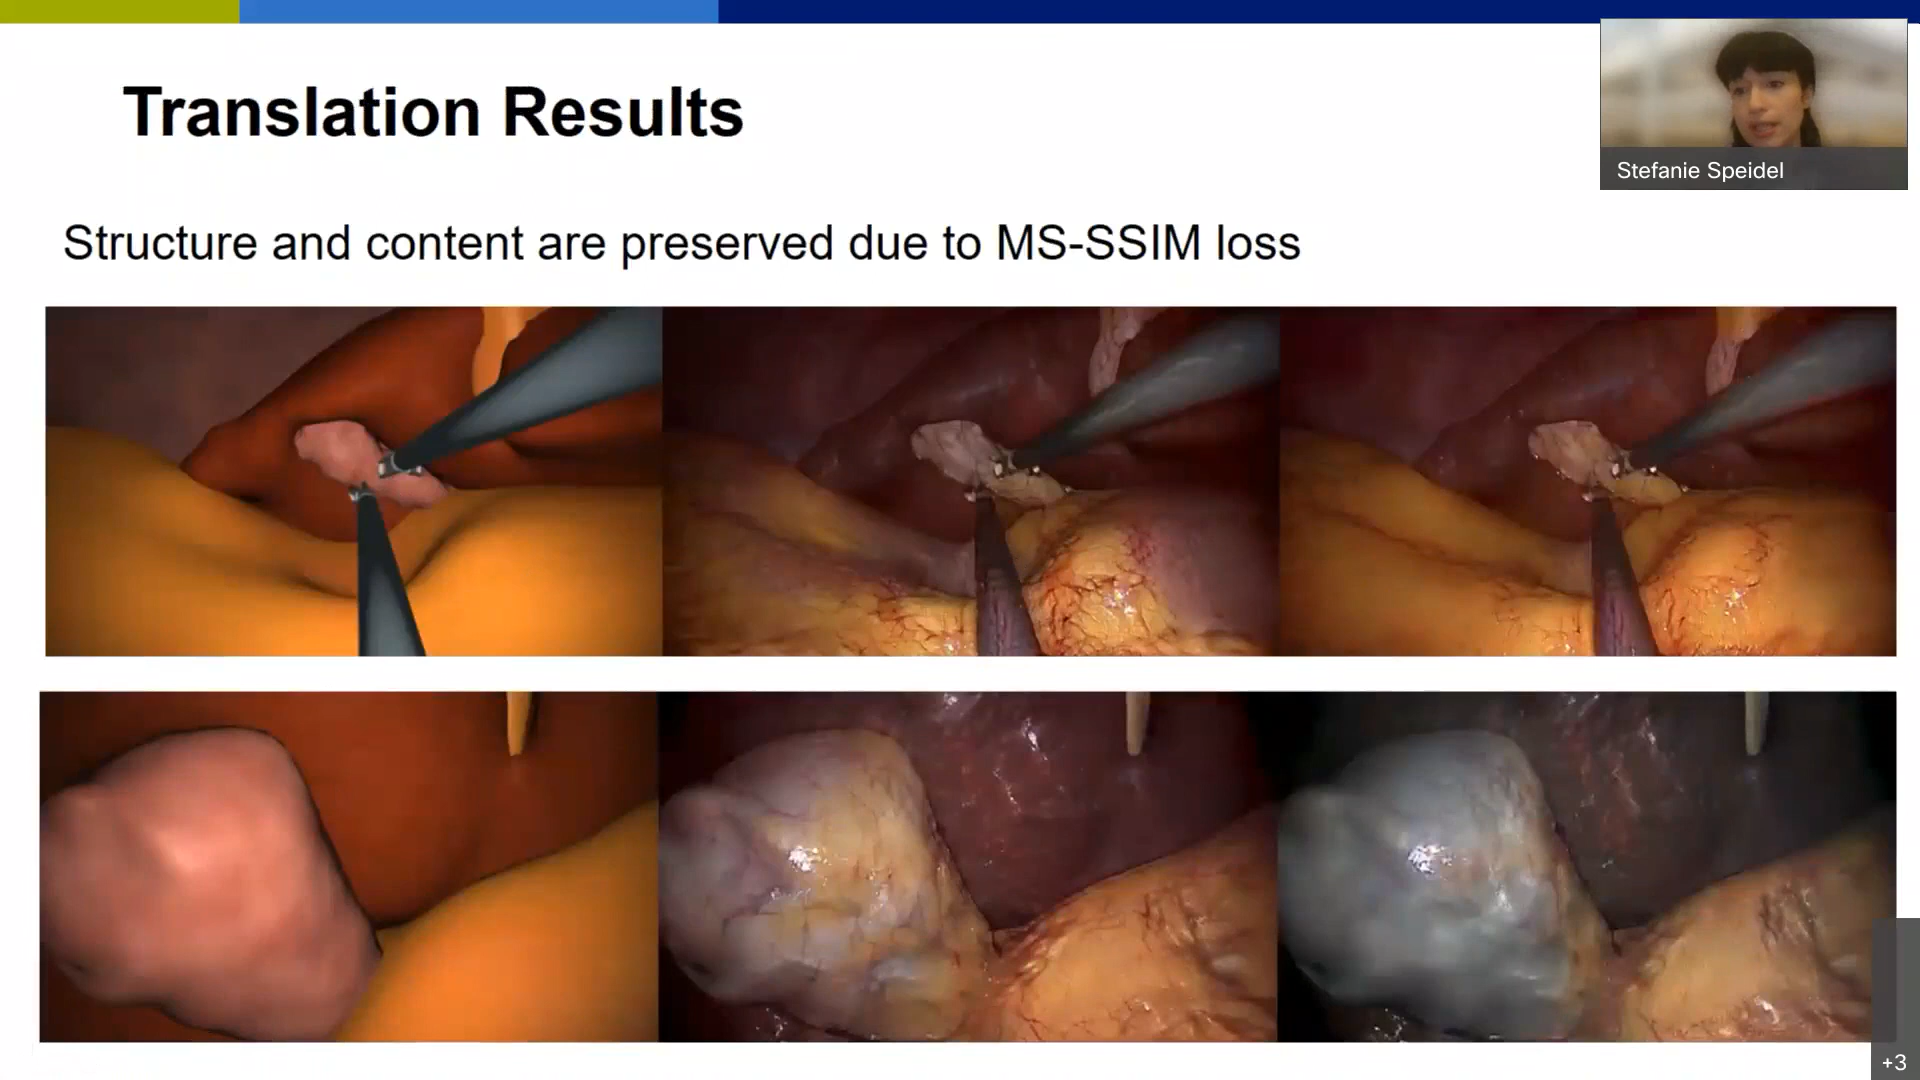 Translation Results
Stefanie Speidel
Structure and content are preserved due to MS-SSIM loss
+3